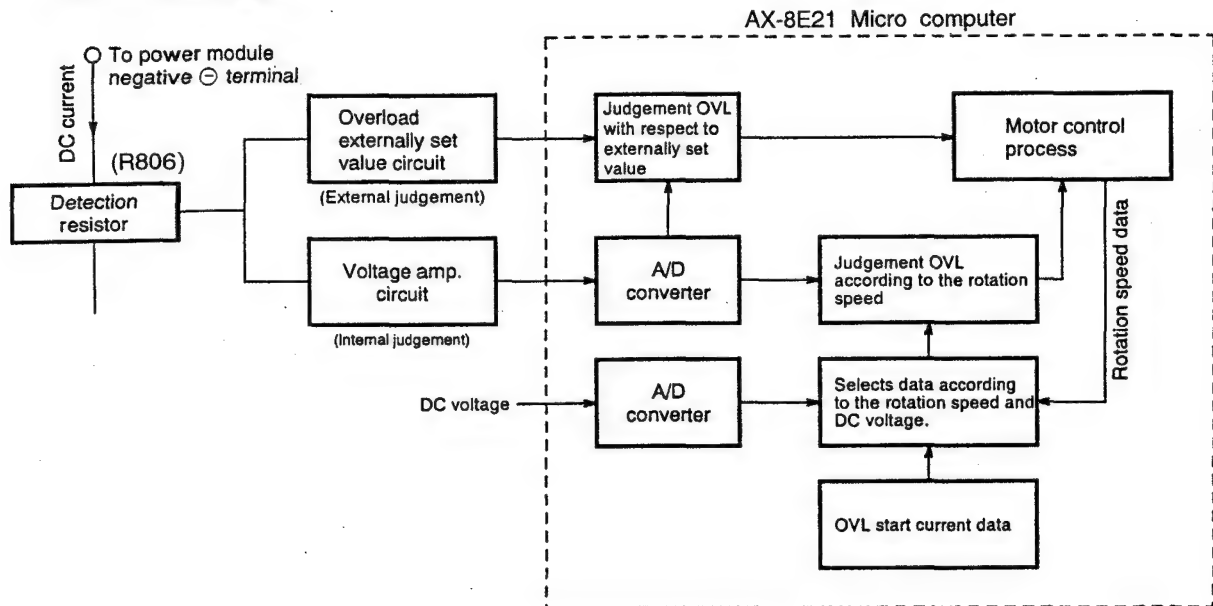 AX-8E21 Micro computer
To power module
negative ⊖ terminal
DC current
(R806)
Detection
resistor
Overload
externally set
value circuit
(External judgement)
Judgement OVL
with respect to
externally set
value
Motor control
process
Voltage amp.
circuit
(Internal judgement)
A/D
converter
Judgement OVL
according to the rotation
speed
Rotation speed data
DC voltage
A/D
converter
Selects data according
to the rotation speed and
DC voltage.
OVL start current data